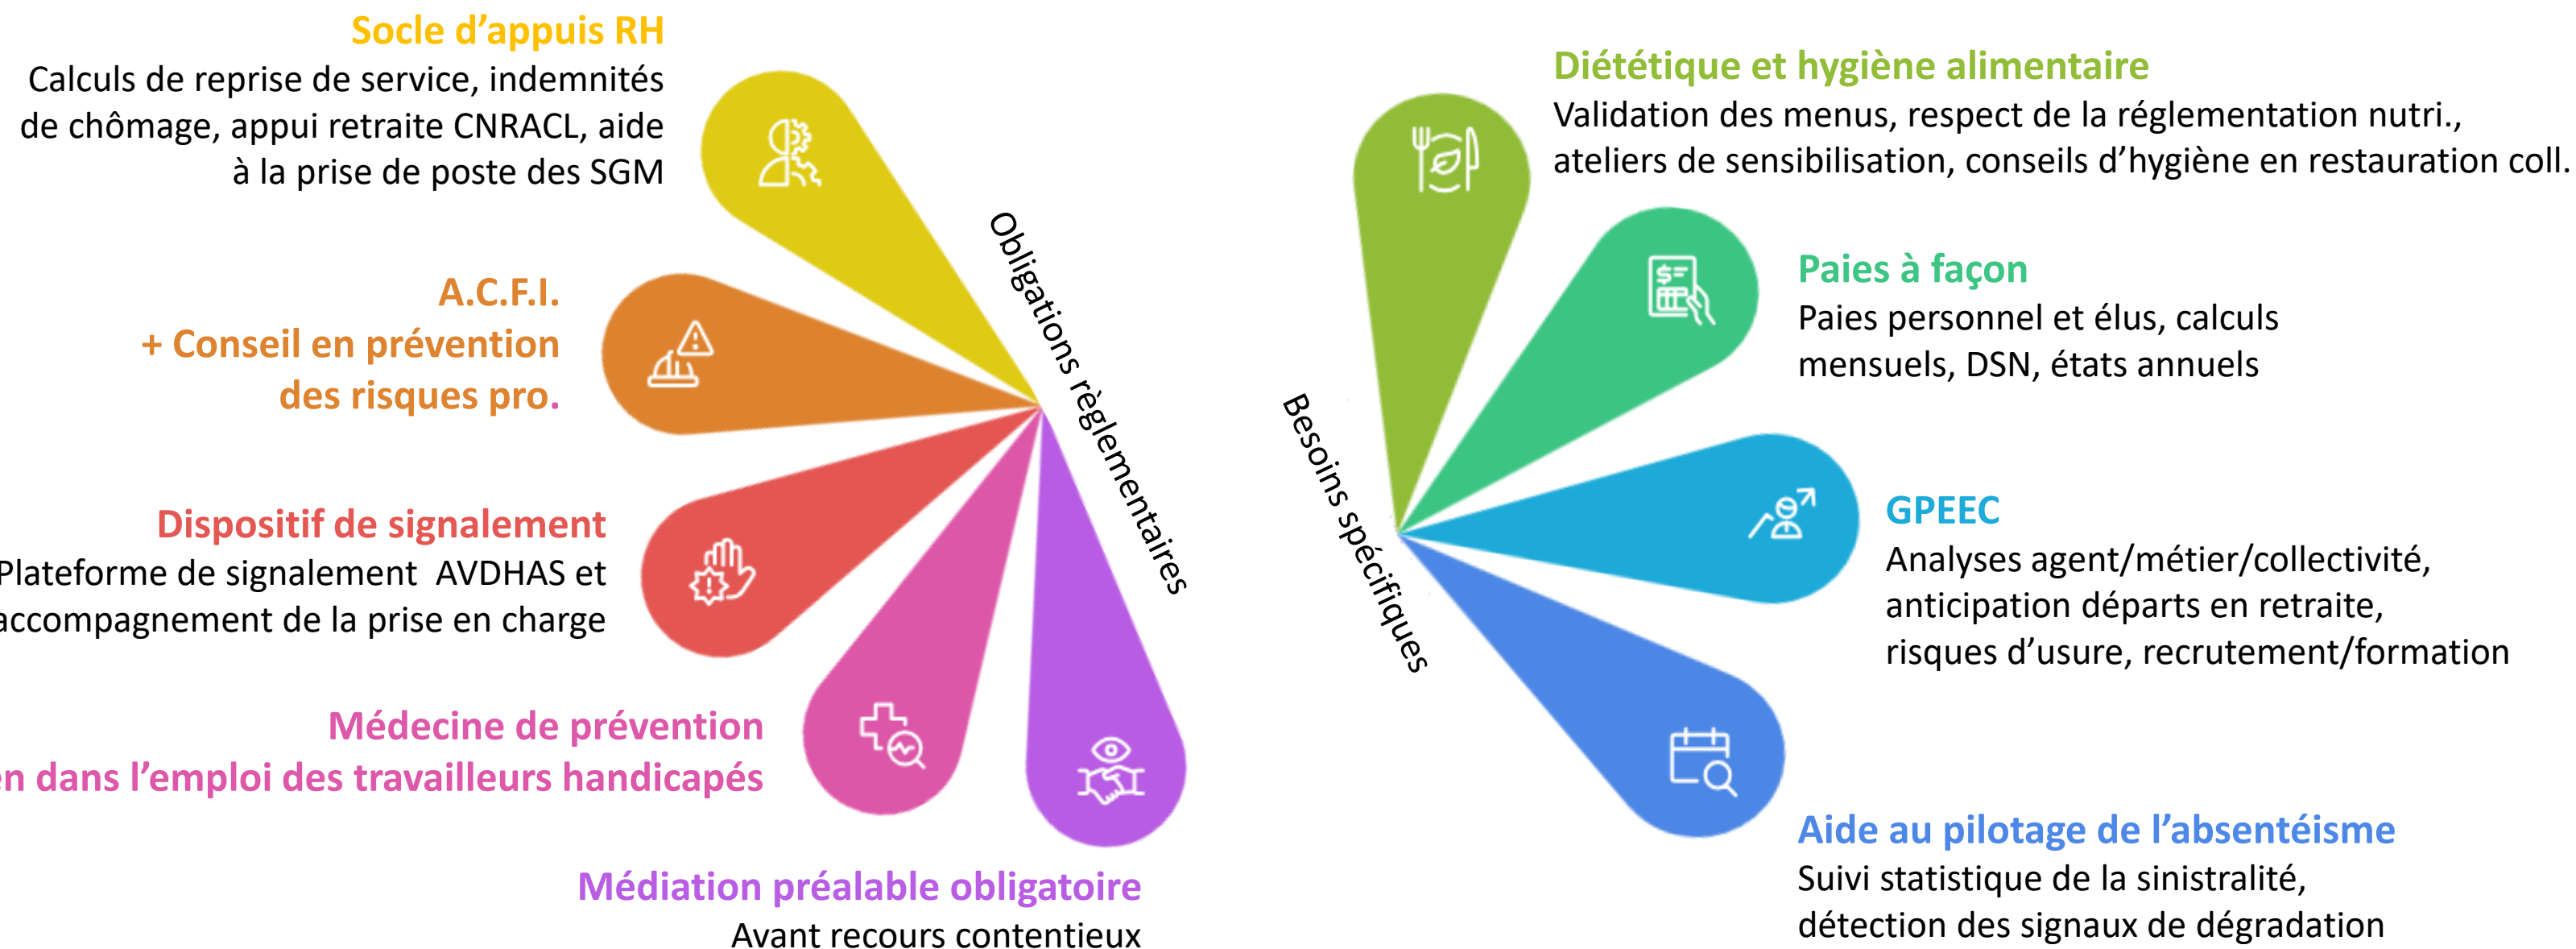 Socle d’appuis RH
Calculs de reprise de service, indemnités
de chômage, appui retraite CNRACL, aide
à la prise de poste des SGM
A.C.F.I.
+ Conseil en prévention
des risques pro.
Dispositif de signalement
Plateforme de signalement AVDHAS et
accompagnement de la prise en charge
Médecine de prévention
dans l’emploi des travailleurs handicapés
Médiation préalable obligatoire
Avant recours contentieux
Obligations règlementaires
Besoins spécifiques
Diététique et hygiène alimentaire
Validation des menus, respect de la réglementation nutri.,
ateliers de sensibilisation, conseils d’hygiène en restauration coll.
Paies à façon
Paies personnel et élus, calculs
mensuels, DSN, états annuels
GPEEC
Analyses agent/métier/collectivité,
anticipation départs en retraite,
risques d’usure, recrutement/formation
Aide au pilotage de l’absentéisme
Suivi statistique de la sinistralité,
détection des signaux de dégradation